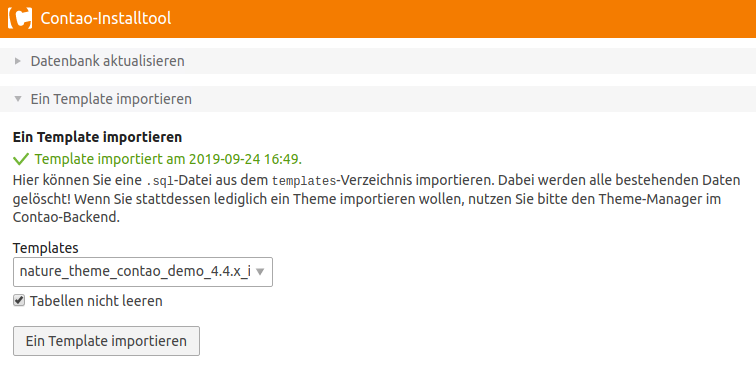 Contao-Installtool
Datenbank aktualisieren
Ein Template importieren
Ein Template importieren
Template importiert am 2019-09-24 16:49.
Hier können Sie eine .sql-Datei aus dem templates-Verzeichnis importieren. Dabei werden alle bestehenden Daten
gelöscht! Wenn Sie stattdessen lediglich ein Theme importieren wollen, nutzen Sie bitte den Theme-Manager im
Contao-Backend.
Templates
nature_theme_contao_demo_4.4.x_i
Tabellen nicht leeren
Ein Template importieren